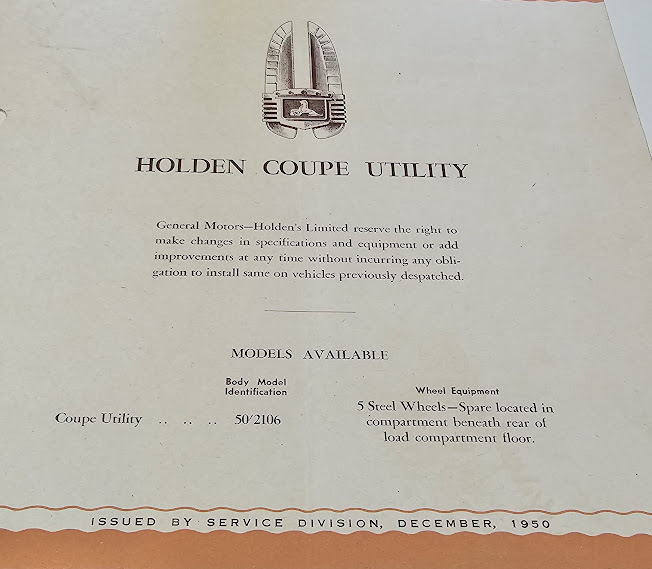 HOLDEN COUPE UTILITY
General Motors—Holden's Limited reserve the right to
make changes in specifications and equipment or add
improvements at any time without incurring any obli-
gation to install same on vehicles previously despatched.
MODELS AVAILABLE
Body Model
Identification
Wheel Equipment
Coupe Utility .. .. .. 50/2106
5 Steel Wheels—Spare located in
compartment beneath rear of
load compartment floor.
ISSUED BY SERVICE DIVISION, DECEMBER, 1950